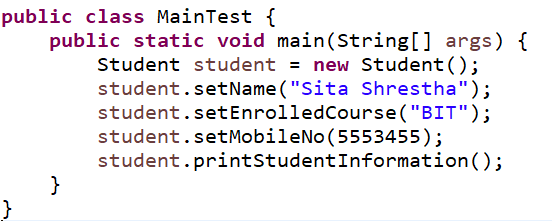 public class MainTest {
    public static void main(String[] args) {
        Student student = new Student();
        student.setName("Sita Shrestha");
        student.setEnrolledCourse("BIT");
        student.setMobileNo(5553455);
        student.printStudentInformation();
    }
}